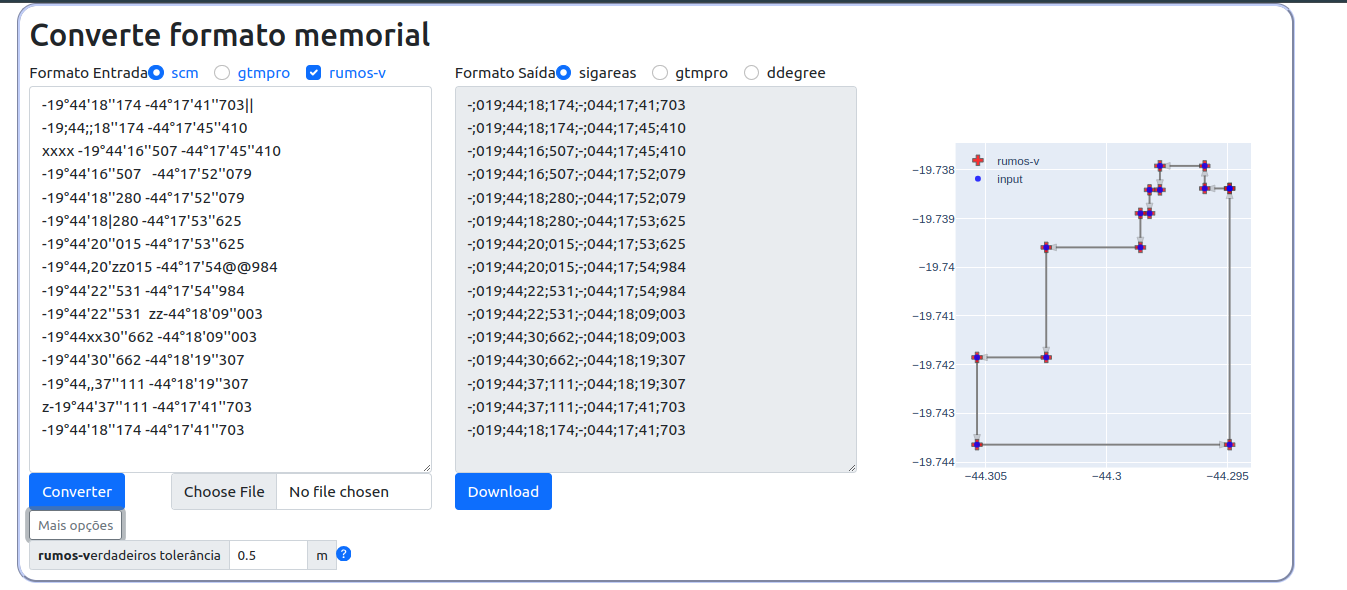 Converte formato memorial
Formato Entrada scm gtmpro rumos-v
-19°44'18''174 -44°17'41''703||
-19;44;;18''174 -44°17'45''410
xxxx -19°44'16''507 -44°17'45''410
-19°44'16''507   -44°17'52''079
-19°44'18''280 -44°17'52''079
-19°44'18|280 -44°17'53''625
-19°44'20''015 -44°17'53''625
-19°44,20'zz015 -44°17'54@@984
-19°44'22''531 -44°17'54''984
-19°44'22''531  zz-44°18'09''003
-19°44xx30''662 -44°18'09''003
-19°44'30''662 -44°18'19''307
-19°44,,37''111 -44°18'19''307
z-19°44'37''111 -44°17'41''703
-19°44'18''174 -44°17'41''703
Converter
Choose File No file chosen
Mais opções
rumos-verdadeiros tolerância 0.5 m ?
Formato Saída sigareas gtmpro ddegree
-;019;44;18;174;-;044;17;41;703
-;019;44;18;174;-;044;17;45;410
-;019;44;16;507;-;044;17;45;410
-;019;44;16;507;-;044;17;52;079
-;019;44;18;280;-;044;17;52;079
-;019;44;18;280;-;044;17;53;625
-;019;44;20;015;-;044;17;53;625
-;019;44;20;015;-;044;17;54;984
-;019;44;22;531;-;044;17;54;984
-;019;44;22;531;-;044;18;09;003
-;019;44;30;662;-;044;18;09;003
-;019;44;30;662;-;044;18;19;307
-;019;44;37;111;-;044;18;19;307
-;019;44;37;111;-;044;17;41;703
-;019;44;18;174;-;044;17;41;703
Download
rumos-v
input
−19.738
−19.739
−19.74
−19.741
−19.742
−19.743
−19.744
−44.305 −44.3 −44.295